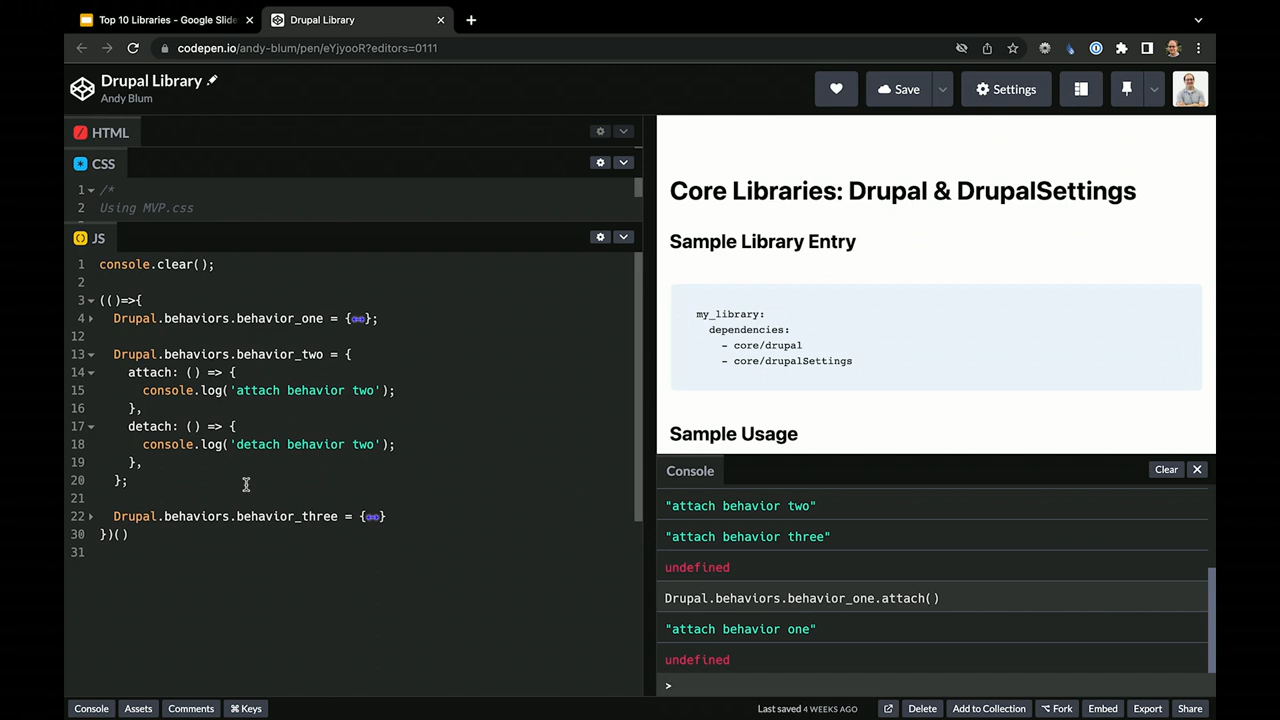 Top 10 Libraries - Google Slide
Drupal Library
codepen.io/andy-blum/pen/eYjyooR?editors=0111
Drupal Library
Andy Blum
Save
Settings
HTML
CSS
1 /*
2 Using MVP.css
JS
1 console.clear();
2
3 (()=>{
4 Drupal.behaviors.behavior_one = {↔};
12
13 Drupal.behaviors.behavior_two = {
14 attach: () => {
15 console.log('attach behavior two');
16 },
17 detach: () => {
18 console.log('detach behavior two');
19 },
20 };
21
22 Drupal.behaviors.behavior_three = {↔}
30 })()
31
Core Libraries: Drupal & DrupalSettings
Sample Library Entry
my_library:
dependencies:
- core/drupal
- core/drupalSettings
Sample Usage
Console
Clear
"attach behavior two"
"attach behavior three"
undefined
Drupal.behaviors.behavior_one.attach()
"attach behavior one"
undefined
>
Console Assets Comments ⌘ Keys
Last saved 4 WEEKS AGO Delete Add to Collection Fork Embed Export Share